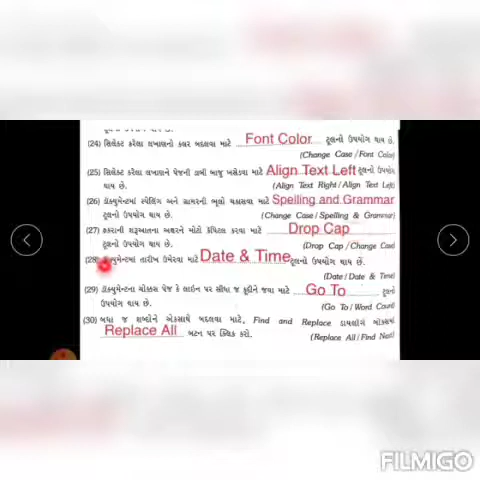 (24) સિલેક્ટ કરેલા લખાણનો કલર બદલવા માટે Font Color ટૂલનો ઉપયોગ થાય છે.
(Change Case / Font Color)
(25) સિલેક્ટ કરેલા લખાણને પેજની ડાબી બાજુ ખસેડવા માટે Align Text Left ટૂલનો ઉપયોગ
થાય છે. (Align Text Right / Align Text Left)
(26) ડૉક્યુમેન્ટમાં સ્પેલિંગ અને ગ્રામરની ભૂલો ચકાસવા માટે Spelling and Grammar
ટૂલનો ઉપયોગ થાય છે. (Change Case / Spelling & Grammar)
(27) ફકરાની શરૂઆતના અક્ષરને મોટો કૅપિટલ કરવા માટે Drop Cap
ટૂલનો ઉપયોગ થાય છે. (Drop Cap / Change Case)
(28) ડૉક્યુમેન્ટમાં તારીખ ઉમેરવા માટે Date & Time ટૂલનો ઉપયોગ થાય છે.
(Date / Date & Time)
(29) ડૉક્યુમેન્ટના ચોક્કસ પેજ કે લાઈન પર સીધા જ કૂદીને જવા માટે Go To ટૂલનો
ઉપયોગ થાય છે. (Go To / Word Count)
(30) બધા જ શબ્દોને એકસાથે બદલવા માટે, Find and Replace ડાયલૉગ બોક્સમાં
Replace All બટન પર ક્લિક કરો. (Replace All / Find Next)
FILMIGO